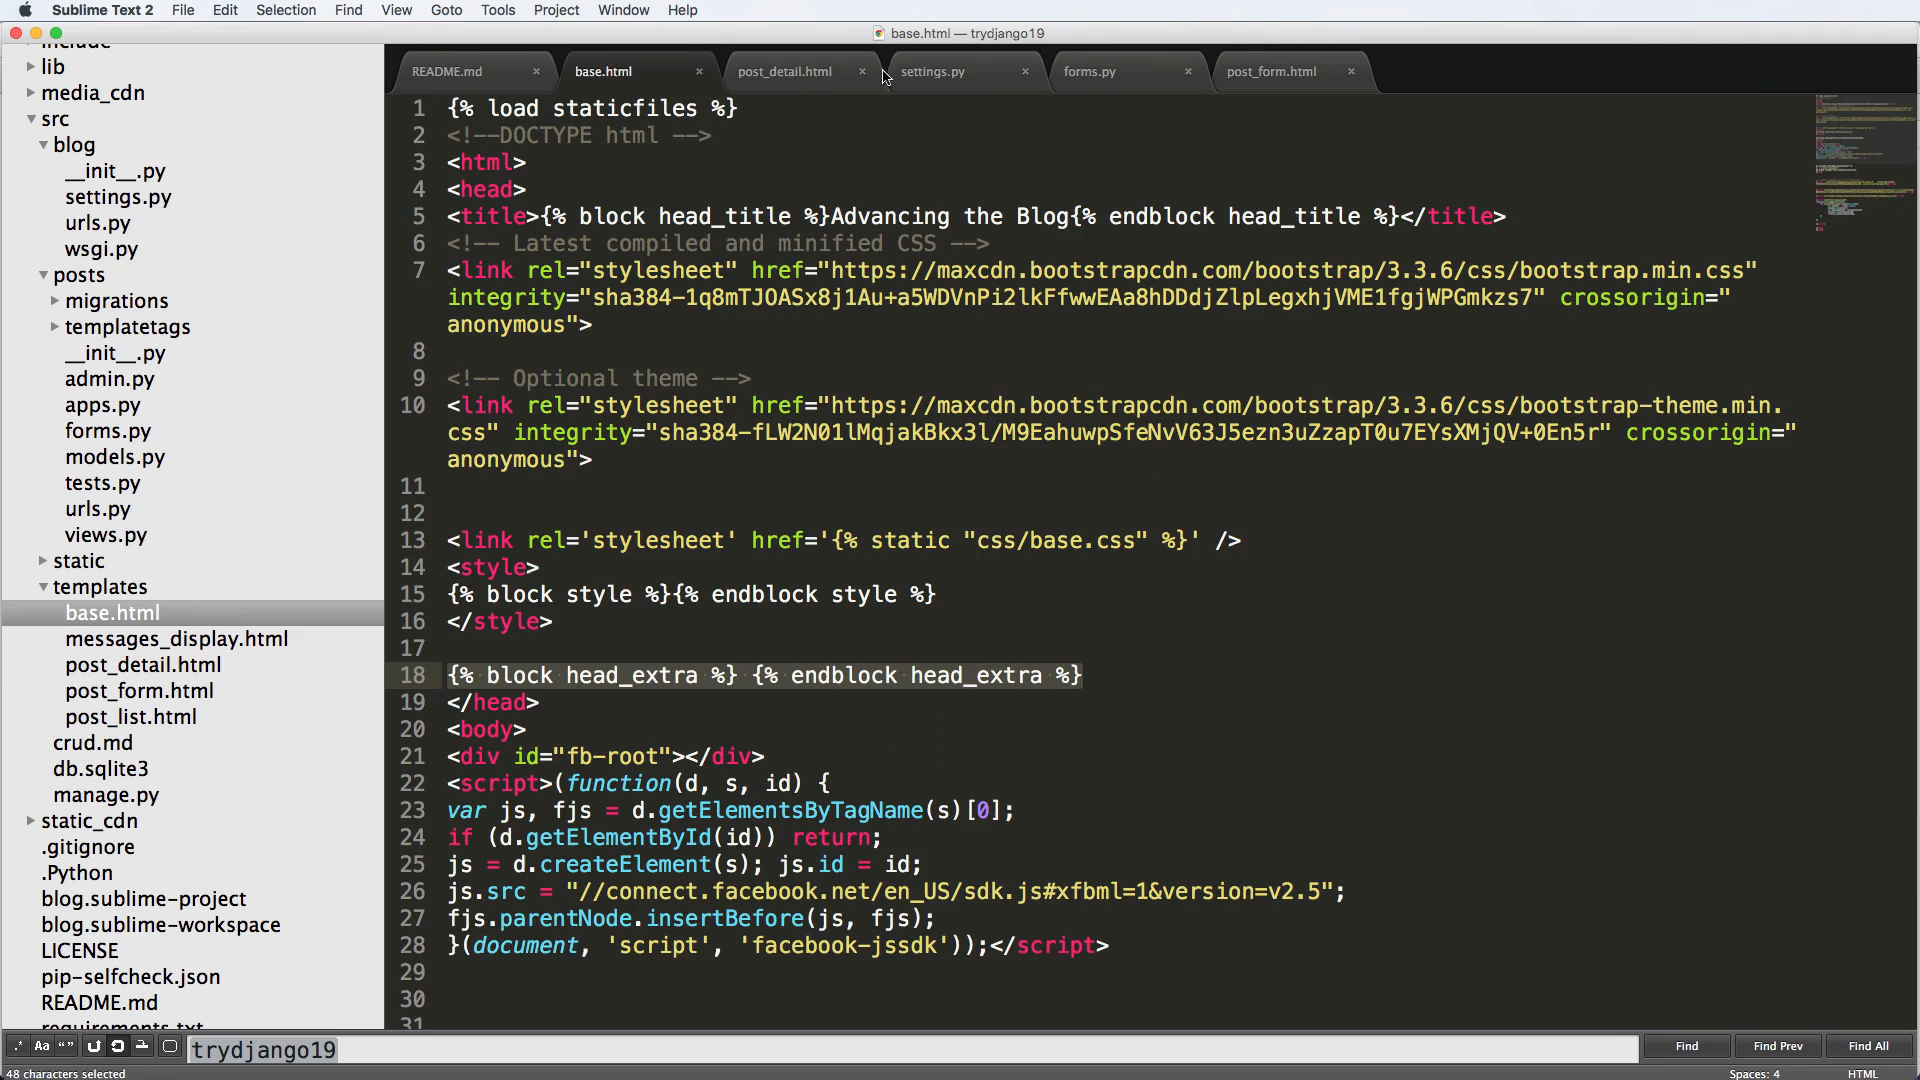 Sublime Text 2 File Edit Selection Find View Goto Tools Project Window Help
base.html — trydjango19
README.md × base.html × post_detail.html × settings.py × forms.py × post_form.html ×
include
lib
media_cdn
src
blog
__init__.py
settings.py
urls.py
wsgi.py
posts
migrations
templatetags
__init__.py
admin.py
apps.py
forms.py
models.py
tests.py
urls.py
views.py
static
templates
base.html
messages_display.html
post_detail.html
post_form.html
post_list.html
crud.md
db.sqlite3
manage.py
static_cdn
.gitignore
.Python
blog.sublime-project
blog.sublime-workspace
LICENSE
pip-selfcheck.json
README.md
requirements.txt
1 {% load staticfiles %}
2 <!--DOCTYPE html -->
3 <html>
4 <head>
5 <title>{% block head_title %}Advancing the Blog{% endblock head_title %}</title>
6 <!-- Latest compiled and minified CSS -->
7 <link rel="stylesheet" href="https://maxcdn.bootstrapcdn.com/bootstrap/3.3.6/css/bootstrap.min.css"
integrity="sha384-1q8mTJOASx8j1Au+a5WDVnPi2lkFfwwEAa8hDDdjZlpLegxhjVME1fgjWPGmkzs7" crossorigin="
anonymous">
8
9 <!-- Optional theme -->
10 <link rel="stylesheet" href="https://maxcdn.bootstrapcdn.com/bootstrap/3.3.6/css/bootstrap-theme.min.
css" integrity="sha384-fLW2N01lMqjakBkx3l/M9EahuwpSfeNvV63J5ezn3uZzapT0u7EYsXMjQV+0En5r" crossorigin="
anonymous">
11
12
13 <link rel='stylesheet' href='{% static "css/base.css" %}' />
14 <style>
15 {% block style %}{% endblock style %}
16 </style>
17
18 {% block head_extra %} {% endblock head_extra %}
19 </head>
20 <body>
21 <div id="fb-root"></div>
22 <script>(function(d, s, id) {
23 var js, fjs = d.getElementsByTagName(s)[0];
24 if (d.getElementById(id)) return;
25 js = d.createElement(s); js.id = id;
26 js.src = "//connect.facebook.net/en_US/sdk.js#xfbml=1&version=v2.5";
27 fjs.parentNode.insertBefore(js, fjs);
28 }(document, 'script', 'facebook-jssdk'));</script>
29
30
31
.* Aa “” trydjango19 Find Find Prev Find All
48 characters selected Spaces: 4 HTML